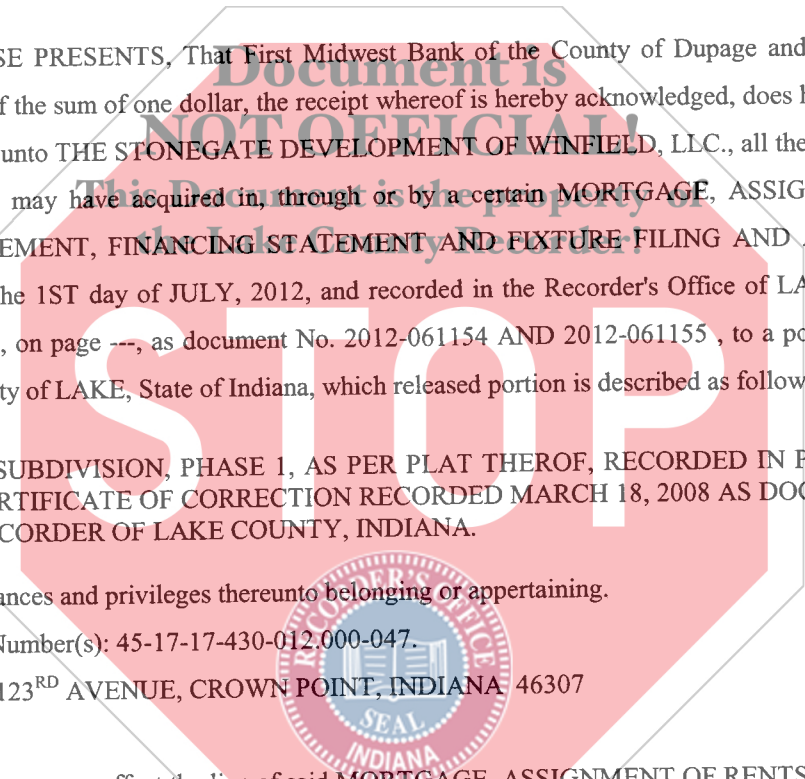 SE PRESENTS, That First Midwest Bank of the County of Dupage and
Document is
f the sum of one dollar, the receipt whereof is hereby acknowledged, does h
NOT OFFICIAL!
unto THE STONEGATE DEVELOPMENT OF WINFIELD, LLC., all the
This Document is the property of
may have acquired in, through or by a certain MORTGAGE, ASSIG
the Lake County Recorder!
EMENT, FINANCING STATEMENT AND FIXTURE FILING AND
he 1ST day of JULY, 2012, and recorded in the Recorder's Office of LA
, on page ---, as document No. 2012-061154 AND 2012-061155 , to a po
ty of LAKE, State of Indiana, which released portion is described as follow
STOP
SUBDIVISION, PHASE 1, AS PER PLAT THEROF, RECORDED IN P
RTIFICATE OF CORRECTION RECORDED MARCH 18, 2008 AS DOC
CORDER OF LAKE COUNTY, INDIANA.
ances and privileges thereunto belonging or appertaining.
RECORDER'S OFFICE
Number(s): 45-17-17-430-012.000-047.
123RD AVENUE, CROWN POINT, INDIANA 46307
SEAL
INDIANA
said MORTGAGE, ASSIGNMENT OF RENTS